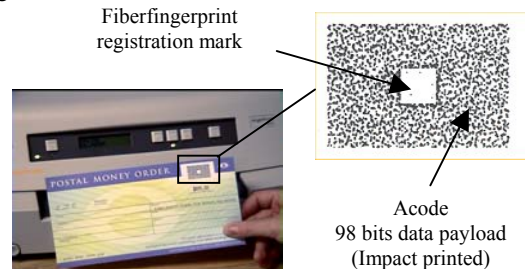 Fiberfingerprint
registration mark
POSTAL MONEY ORDER
Acode
98 bits data payload
(Impact printed)